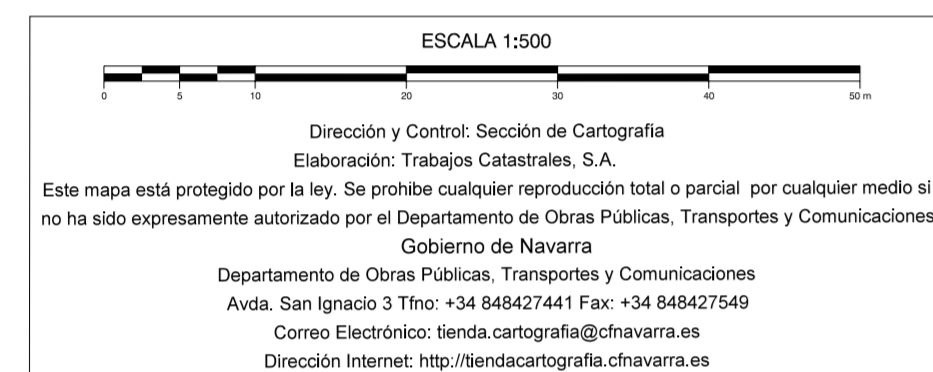 ESCALA 1:500
0 5 10 20 30 40 50 m
Dirección y Control: Sección de Cartografía
Elaboración: Trabajos Catastrales, S.A.
Este mapa está protegido por la ley. Se prohibe cualquier reproducción total o parcial por cualquier medio si
no ha sido expresamente autorizado por el Departamento de Obras Públicas, Transportes y Comunicaciones
Gobierno de Navarra
Departamento de Obras Públicas, Transportes y Comunicaciones
Avda. San Ignacio 3 Tfno: +34 848427441 Fax: +34 848427549
Correo Electrónico: tienda.cartografia@cfnavarra.es
Dirección Internet: http://tiendacartografia.cfnavarra.es